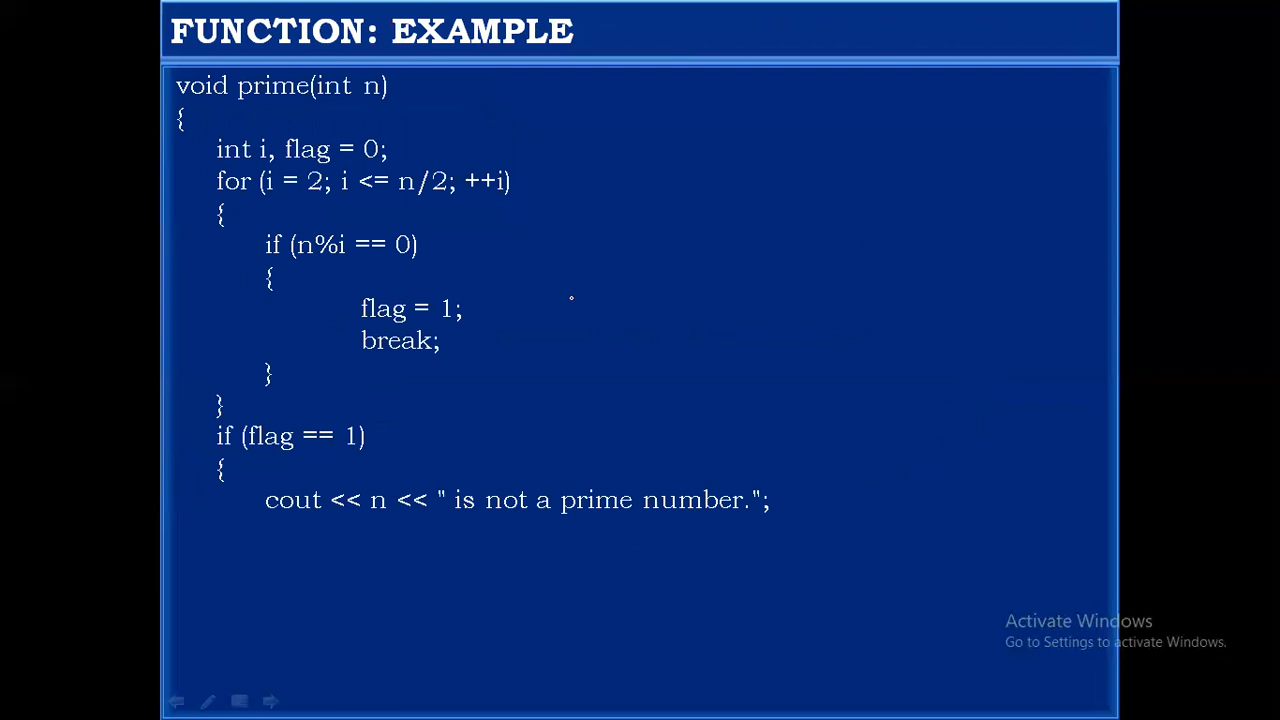 FUNCTION: EXAMPLE
void prime(int n)
{
int i, flag = 0;
for (i = 2; i <= n/2; ++i)
{
if (n%i == 0)
{
flag = 1;
break;
}
}
if (flag == 1)
{
cout << n << " is not a prime number.";
Activate Windows
Go to Settings to activate Windows.